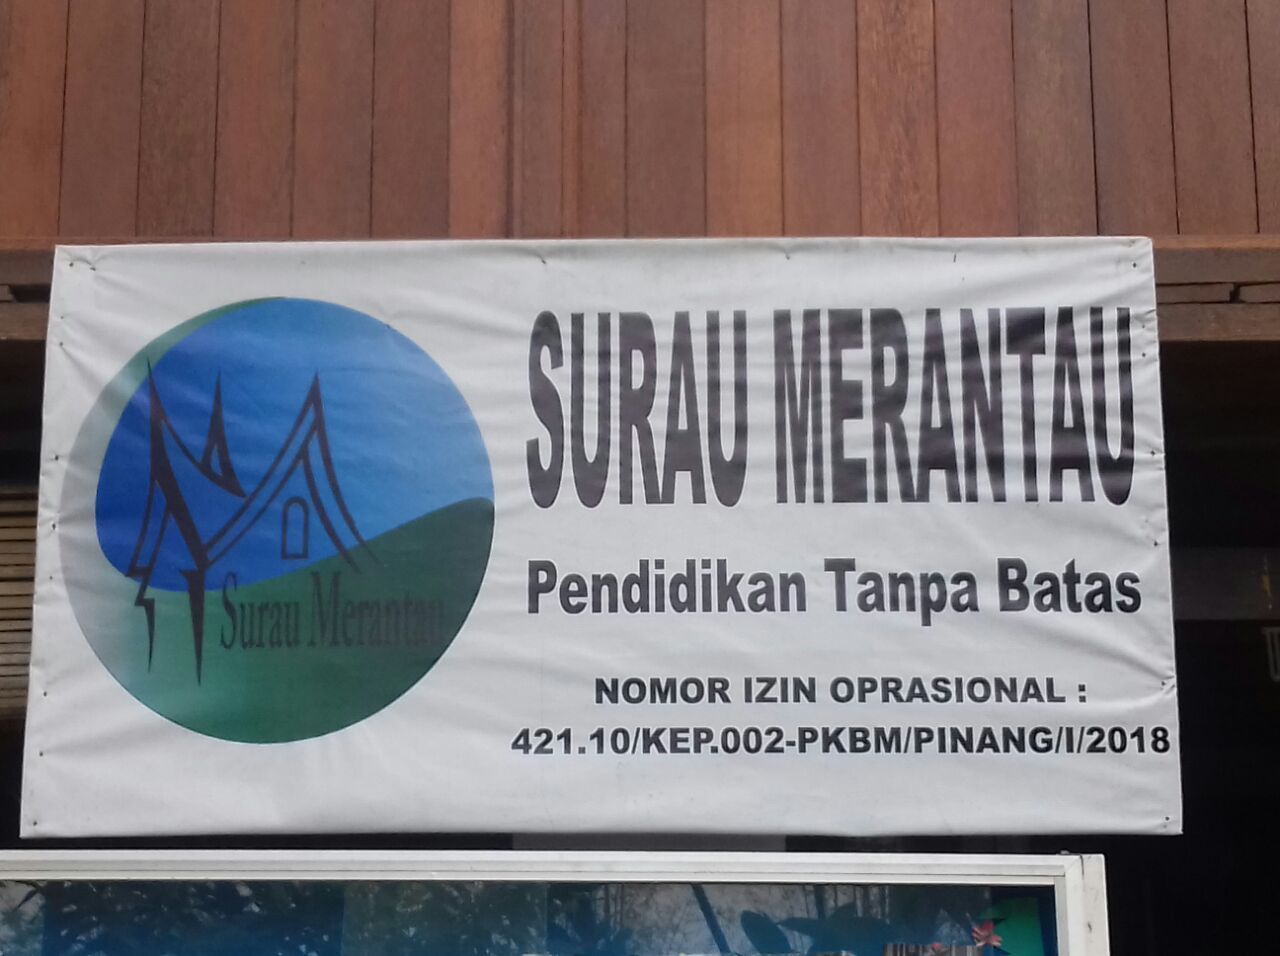 SURAU MERANTAU
Pendidikan Tanpa Batas
NOMOR IZIN OPRASIONAL :
421.10/KEP.002-PKBM/PINANG/I/2018
Surau Merantau